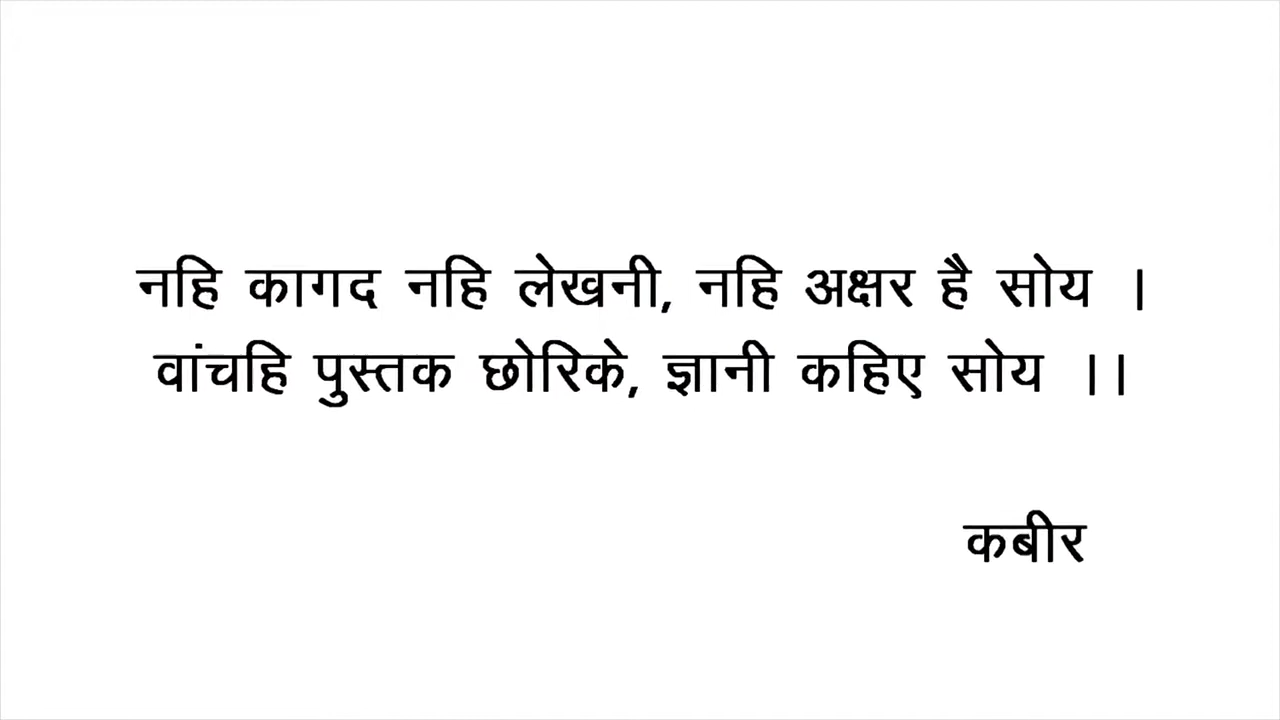 नहि कागद नहि लेखनी, नहि अक्षर है सोय ।
वांचहि पुस्तक छोरिके, ज्ञानी कहिए सोय ।।
कबीर